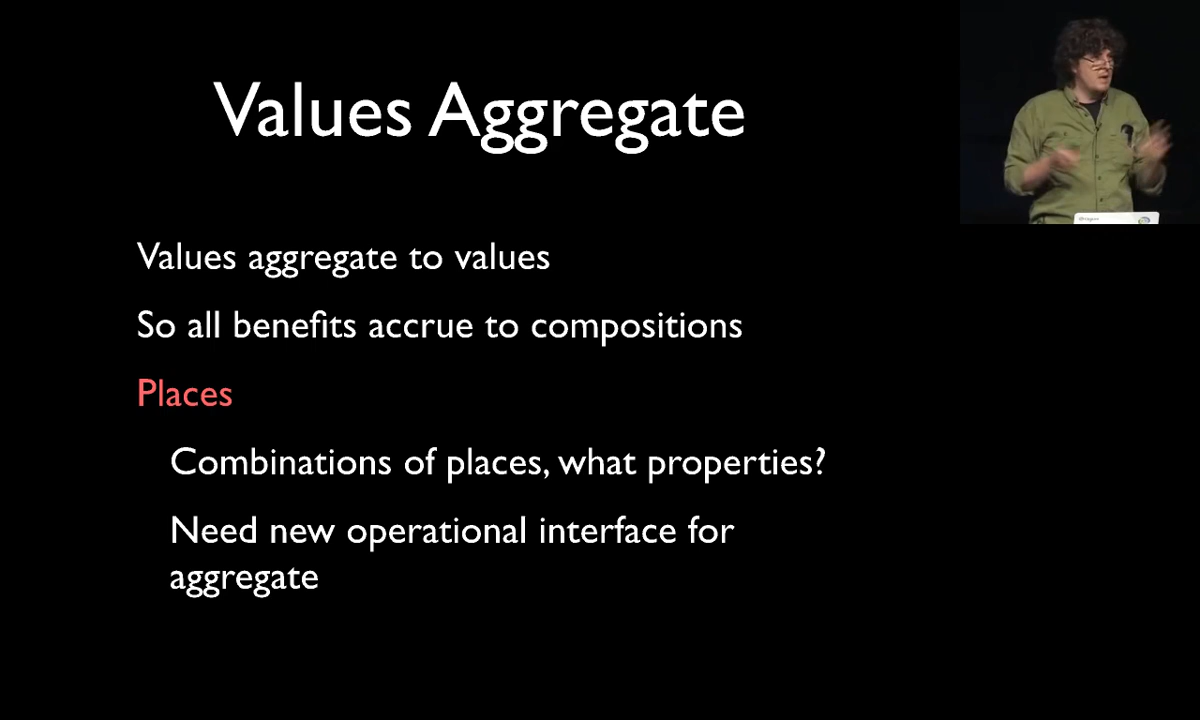 Values Aggregate
Values aggregate to values
So all benefits accrue to compositions
Places
Combinations of places, what properties?
Need new operational interface for
aggregate